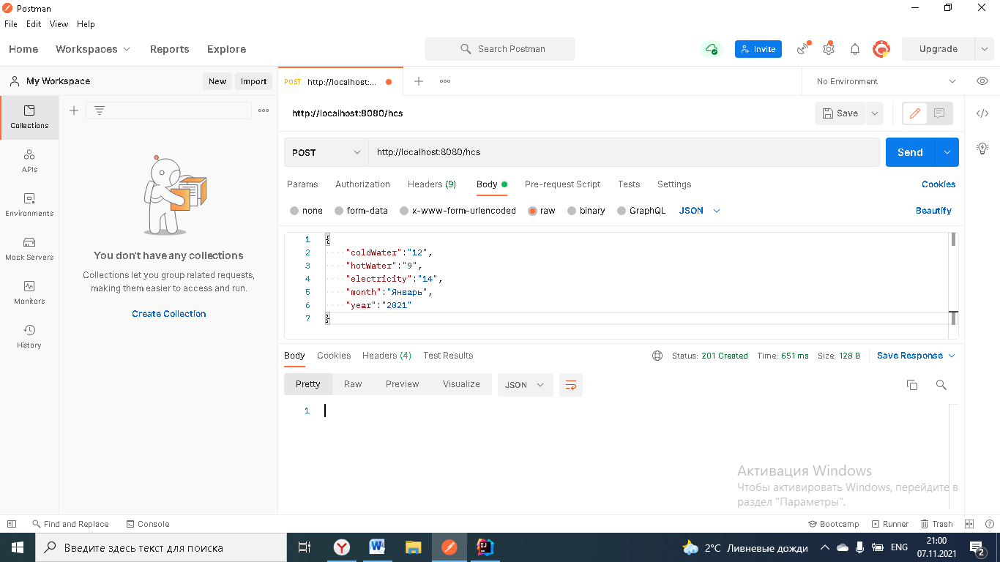 Postman
File Edit View Help
Home Workspaces Reports Explore Search Postman Invite Upgrade
My Workspace New Import POST http://localhost:... No Environment
http://localhost:8080/hcs Save
Collections
APIs
Environments
Mock Servers
Monitors
History
You don't have any collections
Collections let you group related requests,
making them easier to access and run.
Create Collection
POST http://localhost:8080/hcs Send
Params Authorization Headers (9) Body Pre-request Script Tests Settings Cookies
none form-data x-www-form-urlencoded raw binary GraphQL JSON Beautify
1 {
2 "coldWater":"12",
3 "hotWater":"9",
4 "electricity":"14",
5 "month":"Январь",
6 "year":"2021"
7 }
Body Cookies Headers (4) Test Results Status: 201 Created Time: 651 ms Size: 128 B Save Response
Pretty Raw Preview Visualize JSON
1
Активация Windows
Чтобы активировать Windows, перейдите в
раздел "Параметры".
Find and Replace Console Bootcamp Runner Trash
Введите здесь текст для поиска 2°C Ливневые дожди ENG 21:00
07.11.2021 2